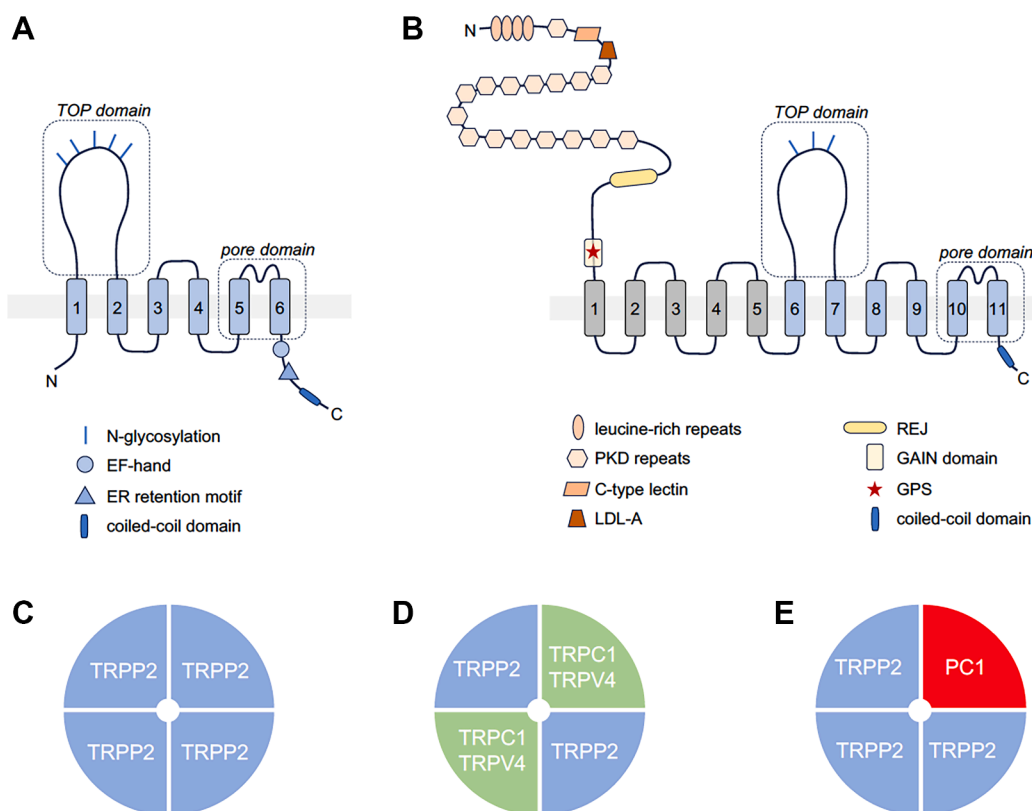 A
TOP domain
pore domain
1
2
3
4
5
6
N
C
N-glycosylation
EF-hand
ER retention motif
coiled-coil domain
B
N
TOP domain
pore domain
1
2
3
4
5
6
7
8
9
10
11
C
leucine-rich repeats
PKD repeats
C-type lectin
LDL-A
REJ
GAIN domain
GPS
coiled-coil domain
C
TRPP2
TRPP2
TRPP2
TRPP2
D
TRPP2
TRPC1
TRPV4
TRPC1
TRPV4
TRPP2
E
TRPP2
PC1
TRPP2
TRPP2